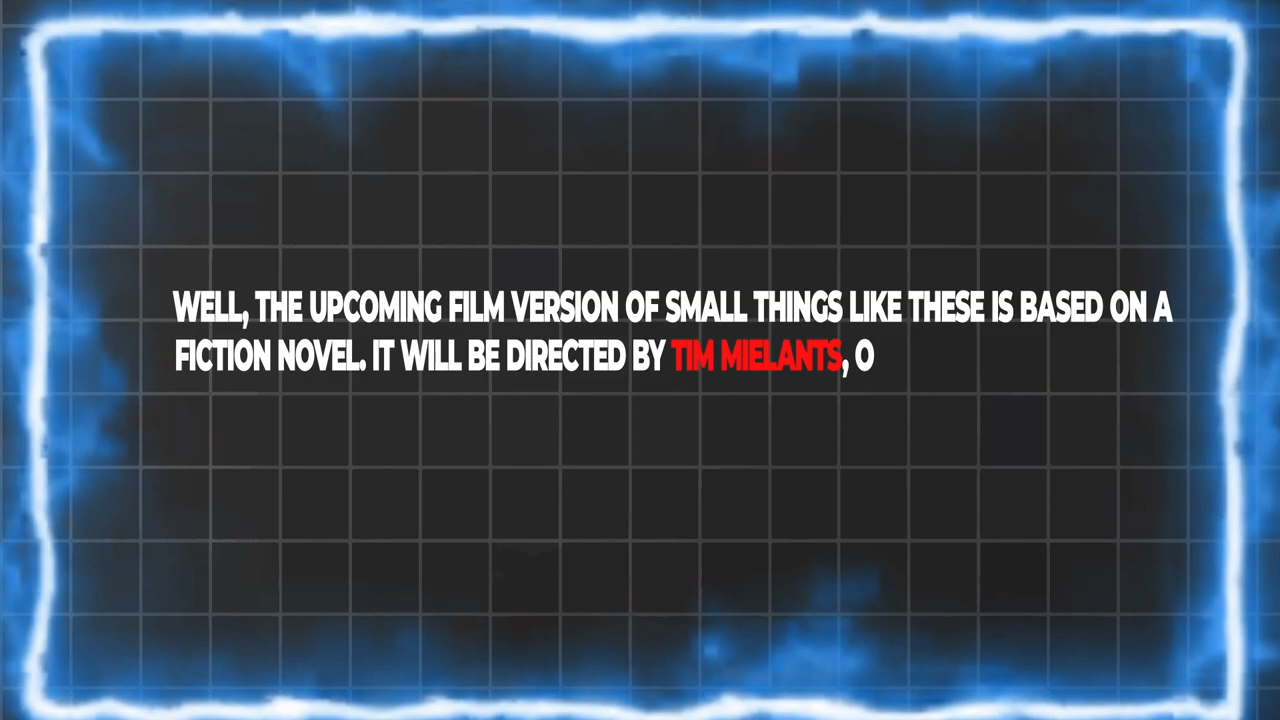 WELL, THE UPCOMING FILM VERSION OF SMALL THINGS LIKE THESE IS BASED ON A
FICTION NOVEL. IT WILL BE DIRECTED BY TIM MIELANTS, O